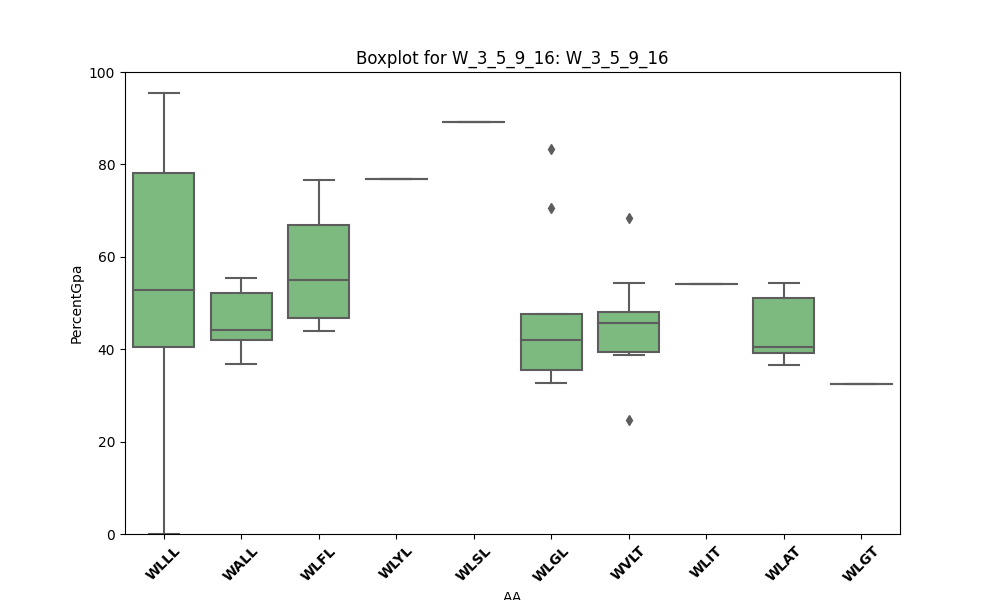 Boxplot for W_3_5_9_16: W_3_5_9_16
100
80
60
40
20
0
PercentGpa
WLLL WALL WLFL WLYL WLSL WLGL WVLT WLIT WLAT WLGT
AA